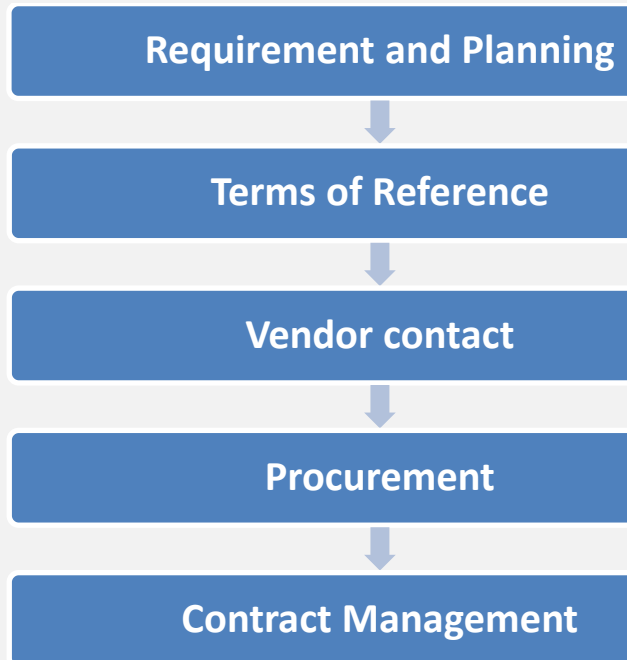 Requirement and Planning
Terms of Reference
Vendor contact
Procurement
Contract Management